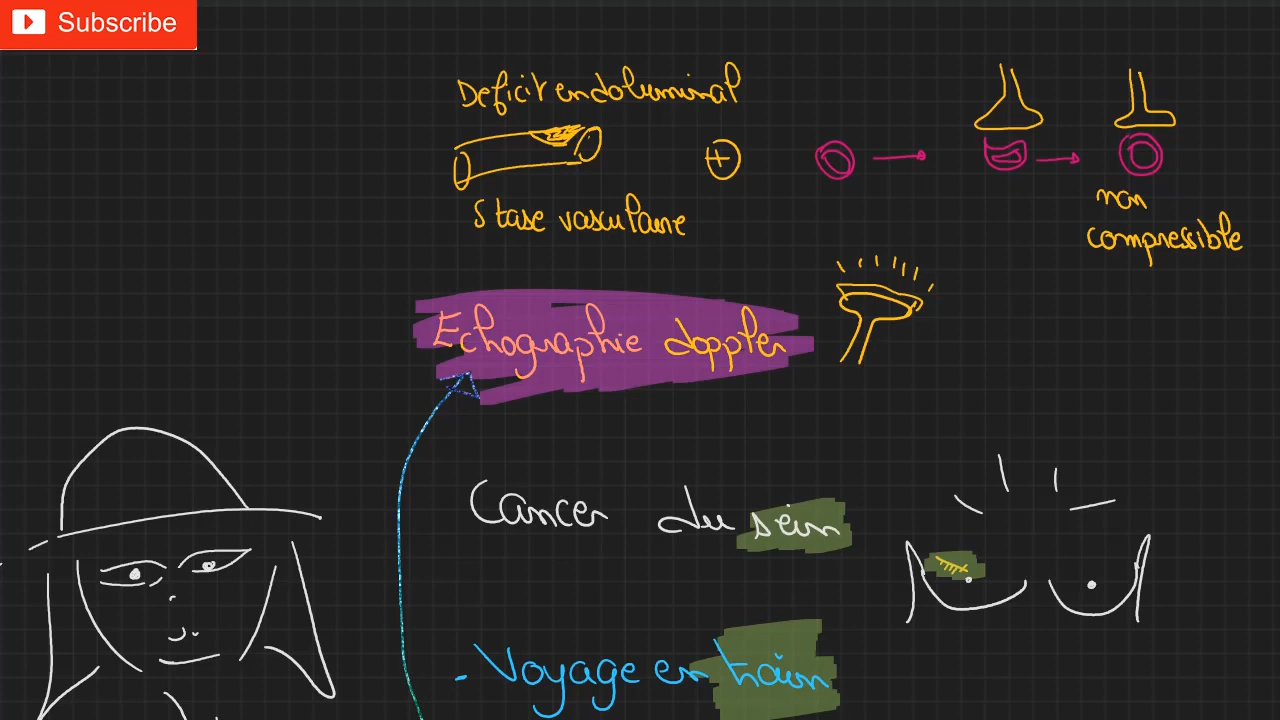 Subscribe
Deficit endoluminal
Stase vasculaire
non
compressible
Echographie doppler
Cancer du sein
- Voyage en train